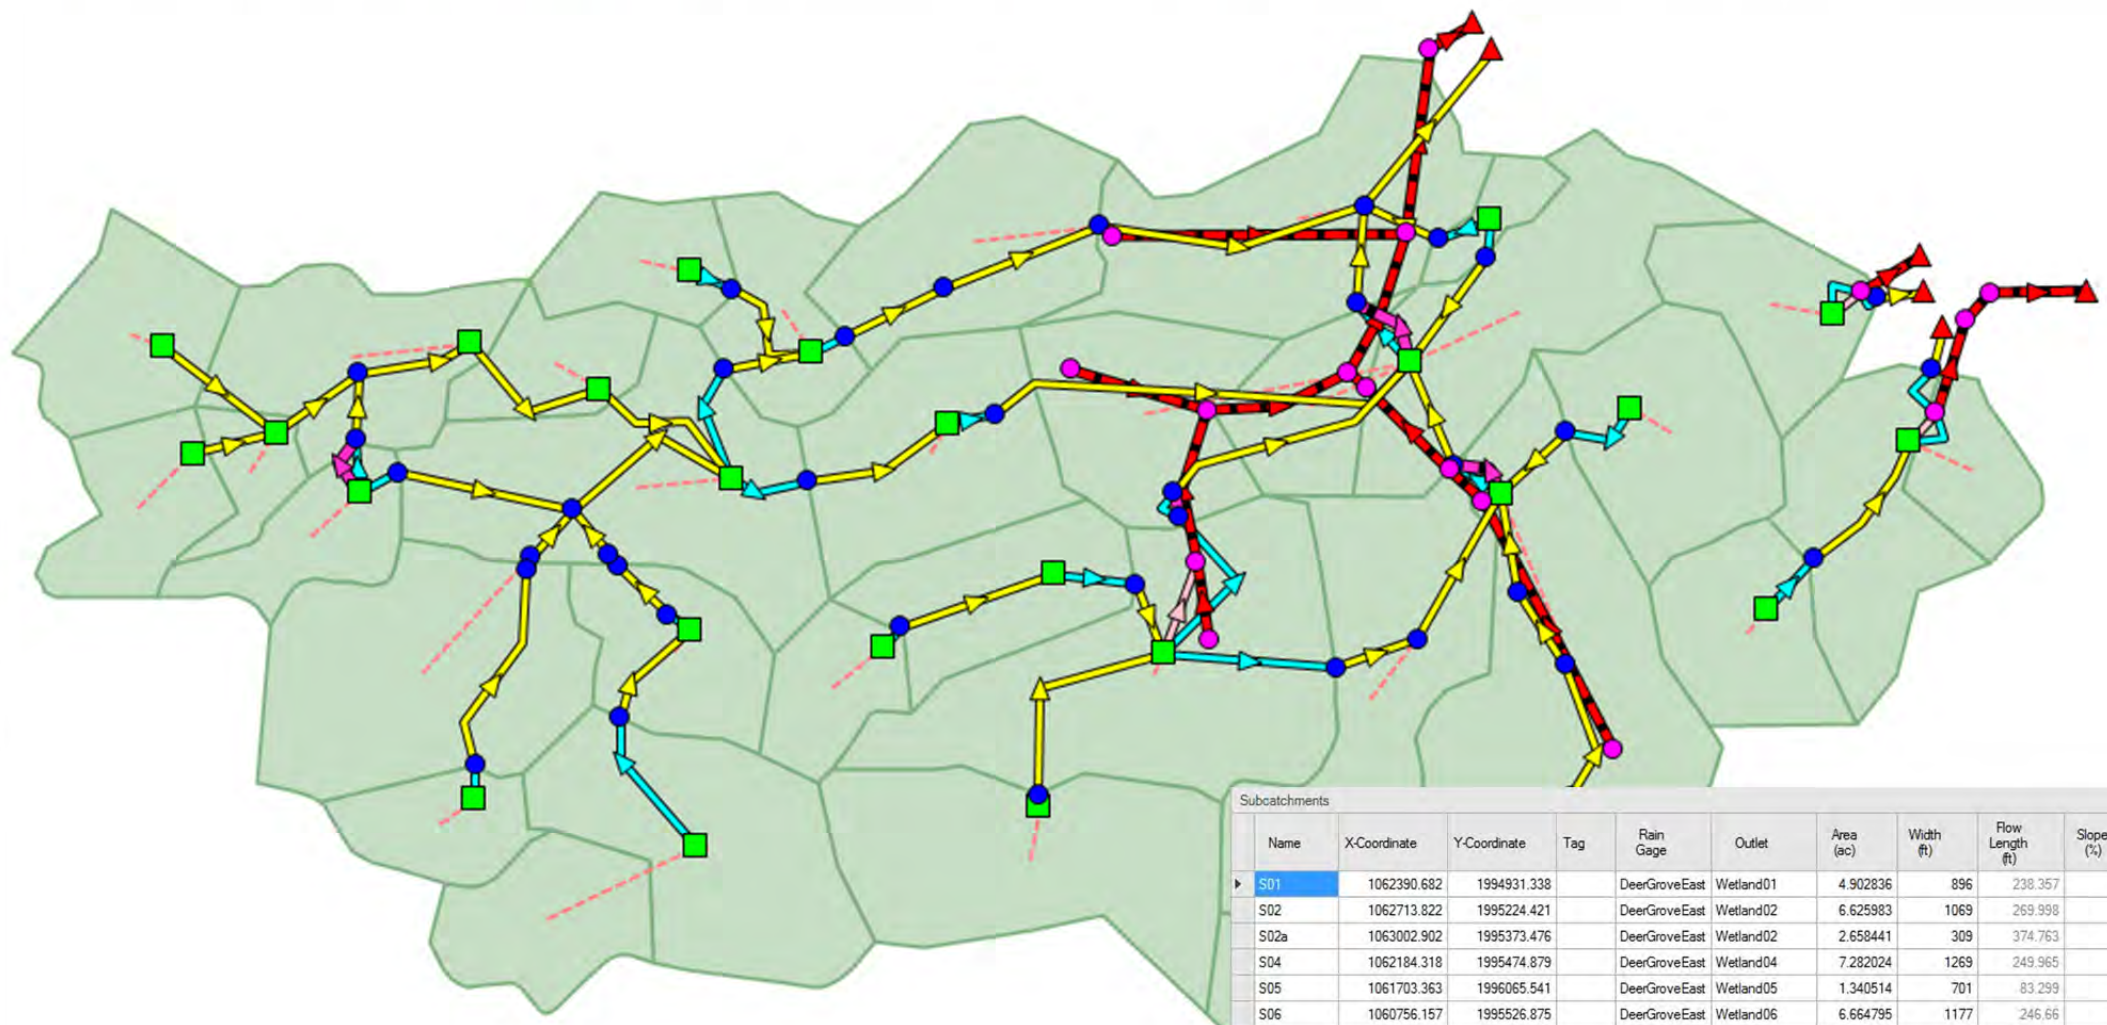 Subcatchments
Name X-Coordinate Y-Coordinate Tag Rain Gage Outlet Area (ac) Width (ft) Flow Length (ft) Slope (%)
S01 1062390.682 1994931.338 DeerGroveEast Wetland01 4.902836 896 238.357
S02 1062713.822 1995224.421 DeerGroveEast Wetland02 6.625983 1069 269.998
S02a 1063002.902 1995373.476 DeerGroveEast Wetland02 2.658441 309 374.763
S04 1062184.318 1995474.879 DeerGroveEast Wetland04 7.282024 1269 249.965
S05 1061703.363 1996065.541 DeerGroveEast Wetland05 1.340514 701 83.299
S06 1060756.157 1995526.875 DeerGroveEast Wetland06 6.664795 1177 246.66